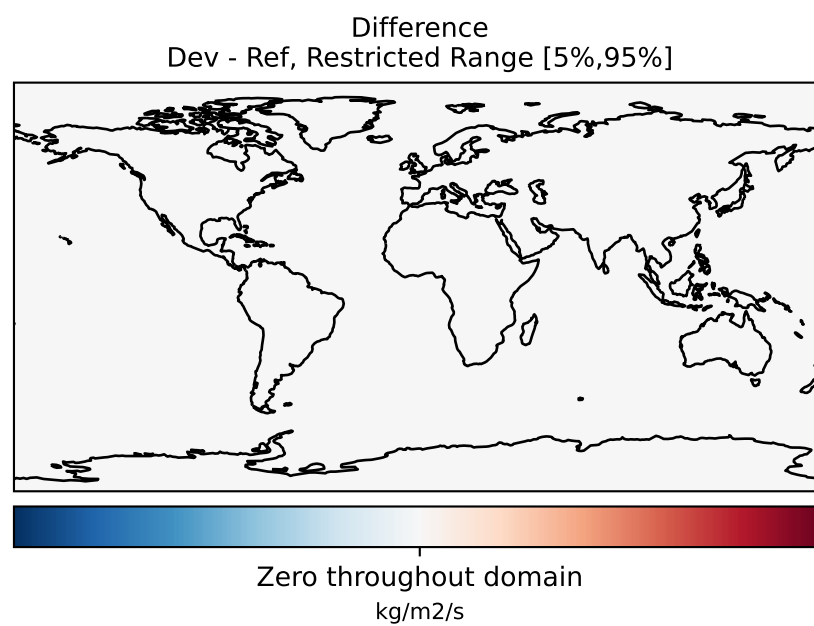 Difference
Dev - Ref, Restricted Range [5%,95%]
Zero throughout domain
kg/m2/s